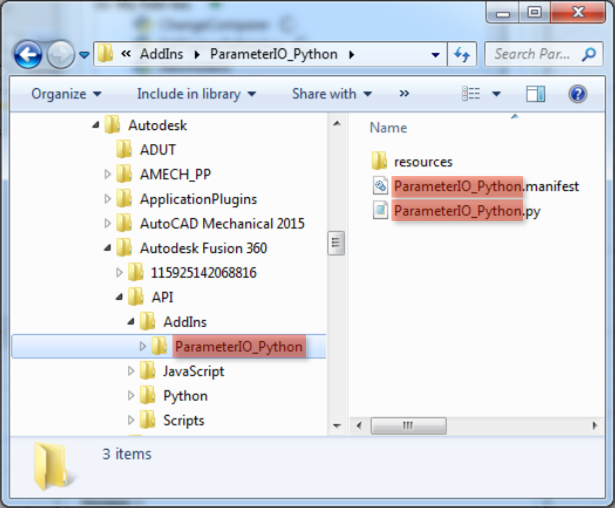 ChangeCompare
« AddIns ParameterIO_Python
Search Par...
Organize Include in library Share with »
Autodesk
ADUT
AMECH_PP
ApplicationPlugins
AutoCAD Mechanical 2015
Autodesk Fusion 360
115925142068816
API
AddIns
ParameterIO_Python
JavaScript
Python
Scripts
Name
resources
ParameterIO_Python.manifest
ParameterIO_Python.py
3 items